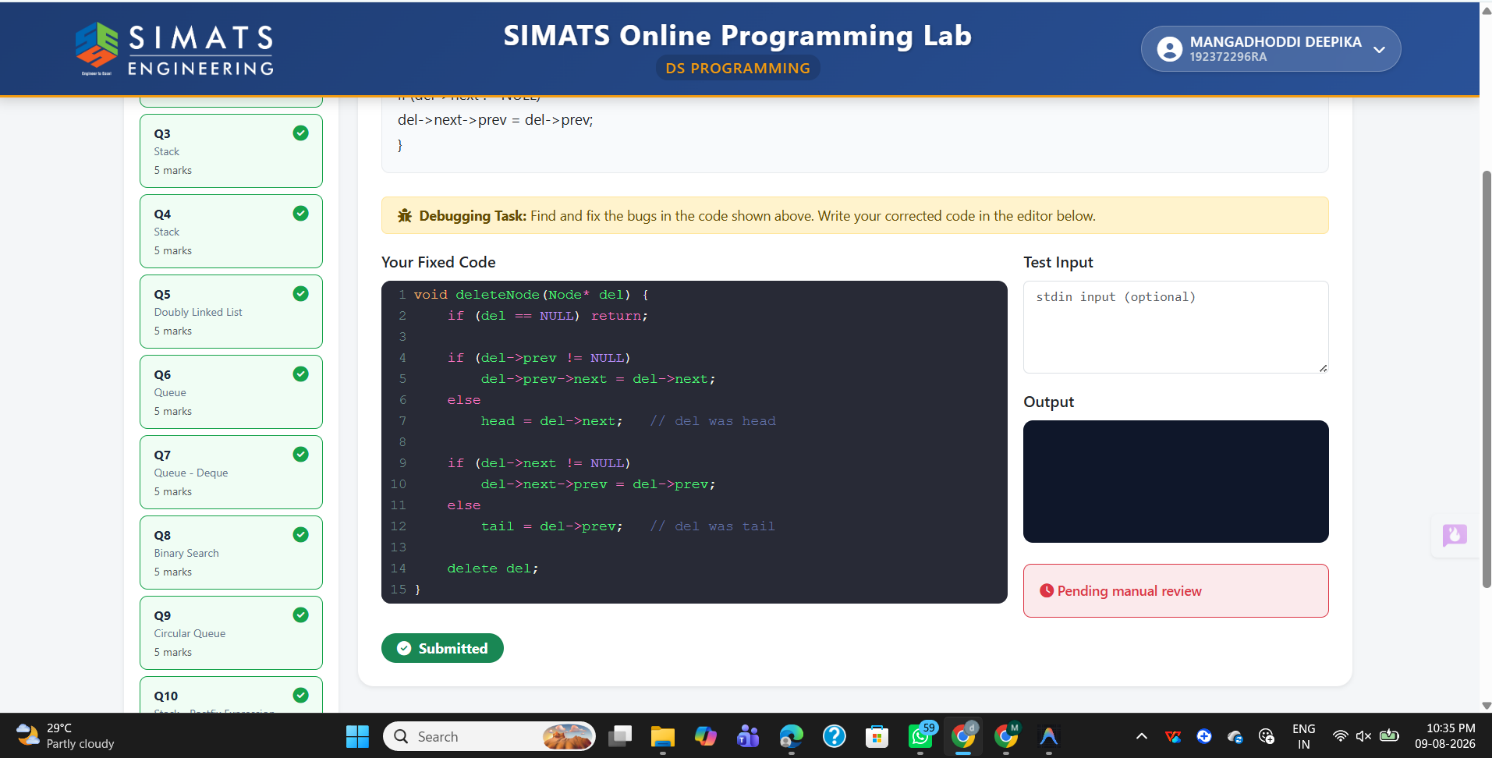 SIMATS
ENGINEERING
Engineer to Excel
SIMATS Online Programming Lab
DS PROGRAMMING
MANGADHODDI DEEPIKA
192372296RA
Q3
Stack
5 marks
Q4
Stack
5 marks
Q5
Doubly Linked List
5 marks
Q6
Queue
5 marks
Q7
Queue - Deque
5 marks
Q8
Binary Search
5 marks
Q9
Circular Queue
5 marks
Q10
del->next->prev = del->prev;
}
Debugging Task: Find and fix the bugs in the code shown above. Write your corrected code in the editor below.
Your Fixed Code
1 void deleteNode(Node* del) {
2 if (del == NULL) return;
3
4 if (del->prev != NULL)
5 del->prev->next = del->next;
6 else
7 head = del->next; // del was head
8
9 if (del->next != NULL)
10 del->next->prev = del->prev;
11 else
12 tail = del->prev; // del was tail
13
14 delete del;
15 }
Test Input
stdin input (optional)
Output
Pending manual review
Submitted
29°C
Partly cloudy
Search
59
d
M
ENG
IN
10:35 PM
09-08-2026